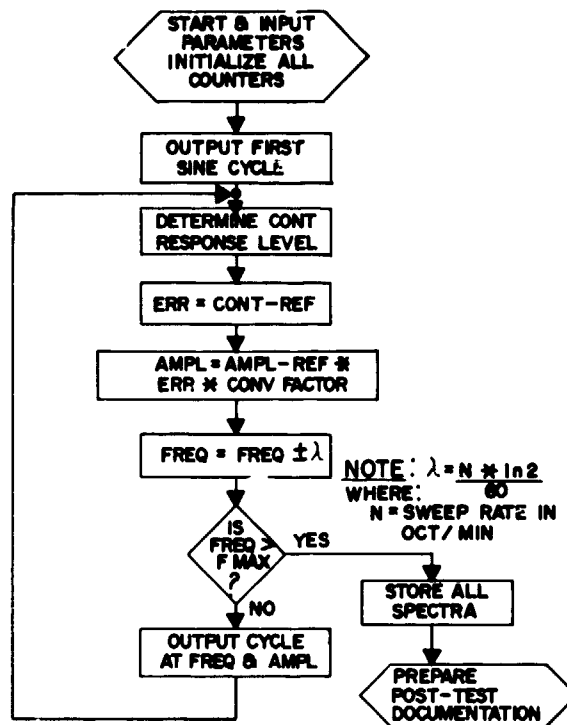 START & INPUT
PARAMETERS
INITIALIZE ALL
COUNTERS
OUTPUT FIRST
SINE CYCLE
DETERMINE CONT
RESPONSE LEVEL
ERR = CONT-REF
AMPL = AMPL-REF *
ERR * CONV FACTOR
FREQ = FREQ ± λ
NOTE: λ = N * ln 2
60
WHERE:
N = SWEEP RATE IN
OCT/MIN
IS
FREQ >
F MAX
?
YES
NO
STORE ALL
SPECTRA
OUTPUT CYCLE
AT FREQ & AMPL
PREPARE
POST-TEST
DOCUMENTATION